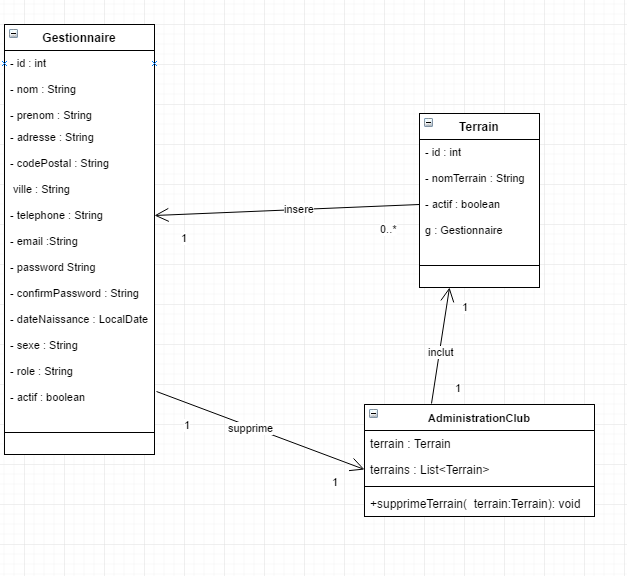 Gestionnaire
- id : int
- nom : String
- prenom : String
- adresse : String
- codePostal : String
ville : String
- telephone : String
- email :String
- password String
- confirmPassword : String
- dateNaissance : LocalDate
- sexe : String
- role : String
- actif : boolean
Terrain
- id : int
- nomTerrain : String
- actif : boolean
g : Gestionnaire
insere
1
0..*
inclut
1
1
supprime
1
1
AdministrationClub
terrain : Terrain
terrains : List<Terrain>
+supprimeTerrain( terrain:Terrain): void